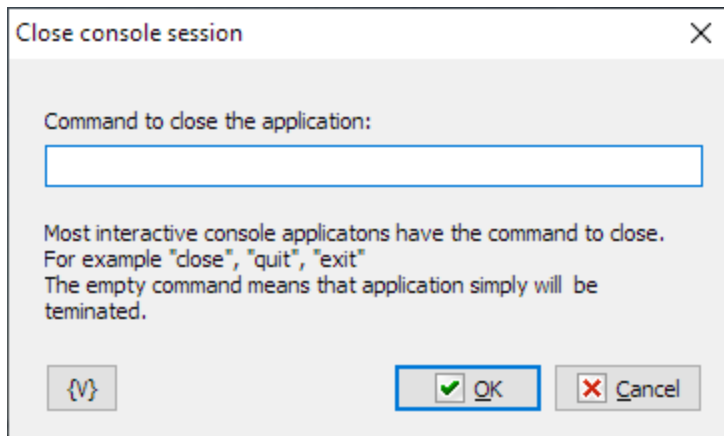 Close console session
Command to close the application:
Most interactive console applicatons have the command to close.
For example "close", "quit", "exit"
The empty command means that application simply will  be
teminated.
{V}
OK
Cancel